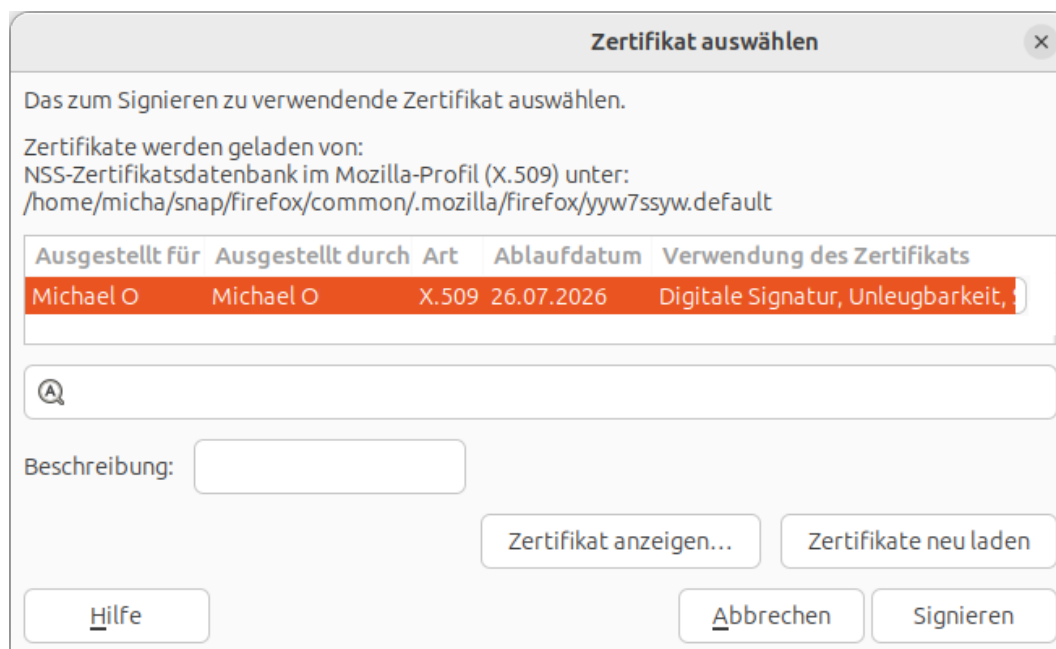 Zertifikat auswählen
Das zum Signieren zu verwendende Zertifikat auswählen.
Zertifikate werden geladen von:
NSS-Zertifikatsdatenbank im Mozilla-Profil (X.509) unter:
/home/micha/snap/firefox/common/.mozilla/firefox/yyw7ssyw.default
Ausgestellt für Ausgestellt durch Art Ablaufdatum Verwendung des Zertifikats
Michael O Michael O X.509 26.07.2026 Digitale Signatur, Unleugbarkeit,
Beschreibung:
Zertifikat anzeigen... Zertifikate neu laden
Hilfe Abbrechen Signieren